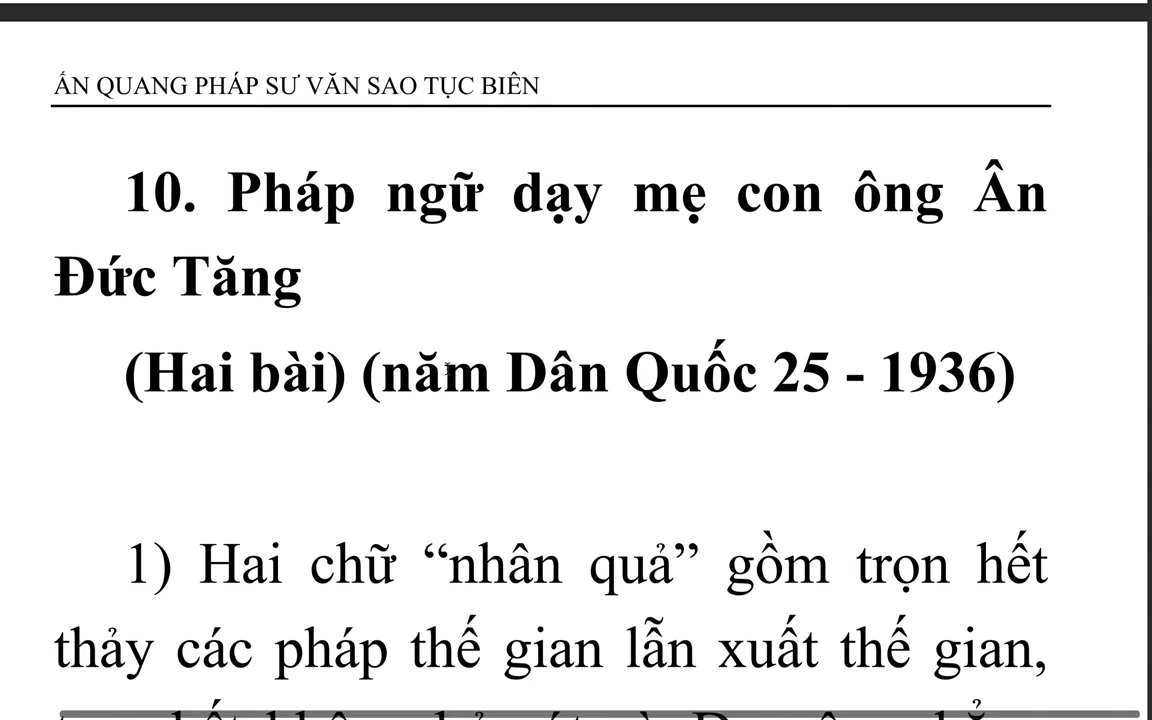 ẤN QUANG PHÁP SƯ VĂN SAO TỤC BIÊN
10. Pháp ngữ dạy mẹ con ông Ân
Đức Tăng
(Hai bài) (năm Dân Quốc 25 - 1936)
1) Hai chữ “nhân quả” gồm trọn hết
thảy các pháp thế gian lẫn xuất thế gian,